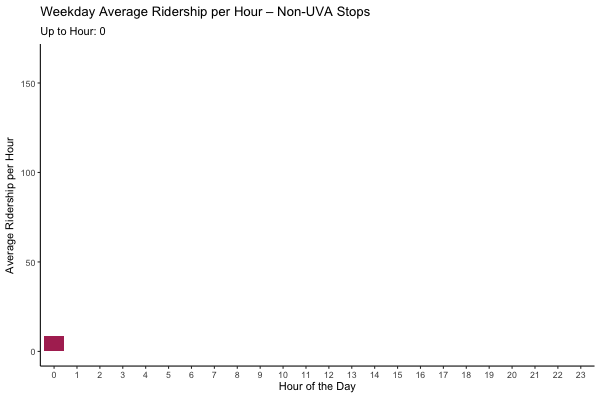 Weekday Average Ridership per Hour – Non-UVA Stops
Up to Hour: 0
Average Ridership per Hour
150
100
50
0
0 1 2 3 4 5 6 7 8 9 10 11 12 13 14 15 16 17 18 19 20 21 22 23
Hour of the Day